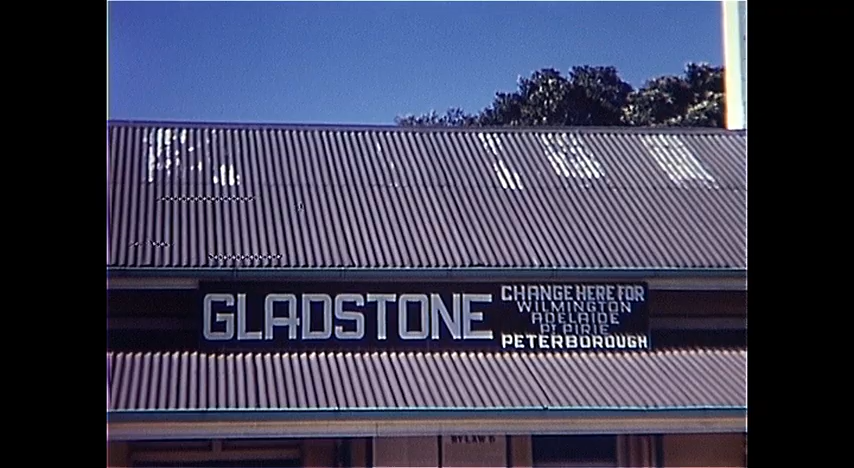 GLADSTONE
CHANGE HERE FOR
WILMINGTON
ADELAIDE
PT PIRIE
PETERBOROUGH